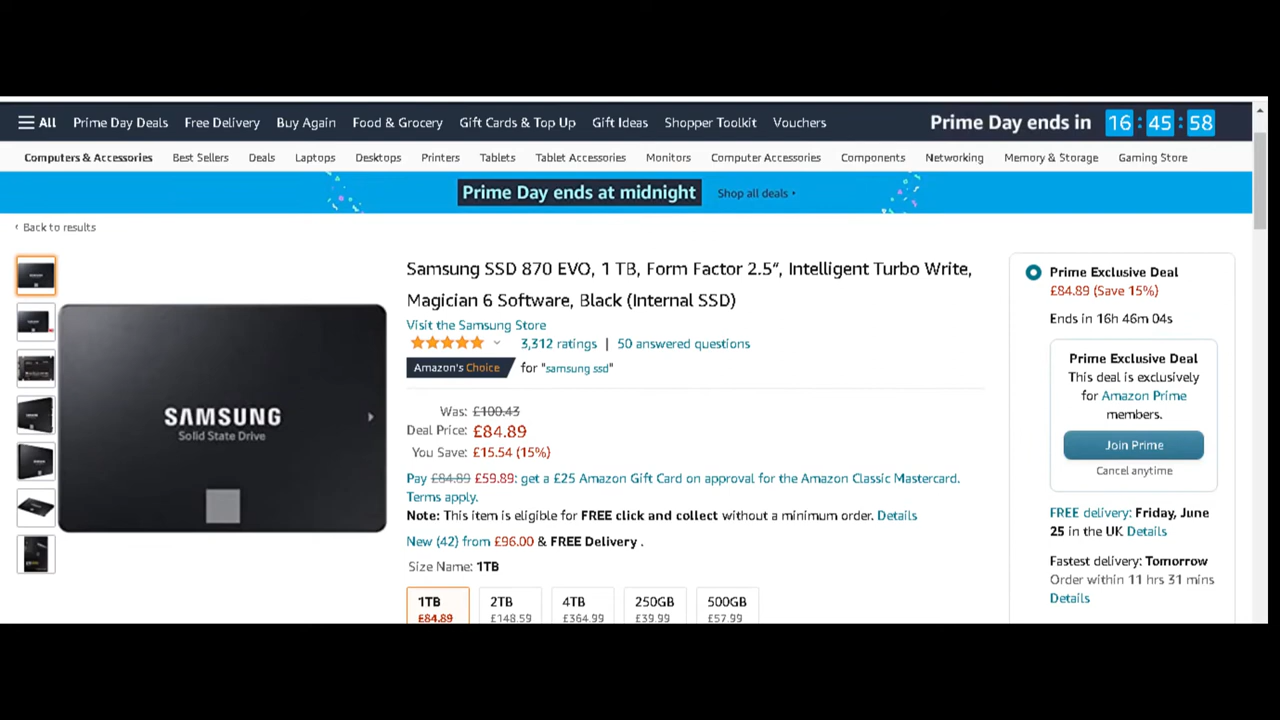 All Prime Day Deals Free Delivery Buy Again Food & Grocery Gift Cards & Top Up Gift Ideas Shopper Toolkit Vouchers Prime Day ends in 16 : 45 : 58
Computers & Accessories Best Sellers Deals Laptops Desktops Printers Tablets Tablet Accessories Monitors Computer Accessories Components Networking Memory & Storage Gaming Store
Prime Day ends at midnight Shop all deals
‹ Back to results
SAMSUNG
Solid State Drive
Samsung SSD 870 EVO, 1 TB, Form Factor 2.5“, Intelligent Turbo Write,
Magician 6 Software, Black (Internal SSD)
Visit the Samsung Store
3,312 ratings | 50 answered questions
Amazon's Choice for "samsung ssd"
Was: £100.43
Deal Price: £84.89
You Save: £15.54 (15%)
Pay £84.89 £59.89: get a £25 Amazon Gift Card on approval for the Amazon Classic Mastercard.
Terms apply.
Note: This item is eligible for FREE click and collect without a minimum order. Details
New (42) from £96.00 & FREE Delivery .
Size Name: 1TB
1TB 2TB 4TB 250GB 500GB
£84.89 £148.59 £364.99 £39.99 £57.99
Prime Exclusive Deal
£84.89 (Save 15%)
Ends in 16h 46m 04s
Prime Exclusive Deal
This deal is exclusively
for Amazon Prime
members.
Join Prime
Cancel anytime
FREE delivery: Friday, June
25 in the UK Details
Fastest delivery: Tomorrow
Order within 11 hrs 31 mins
Details